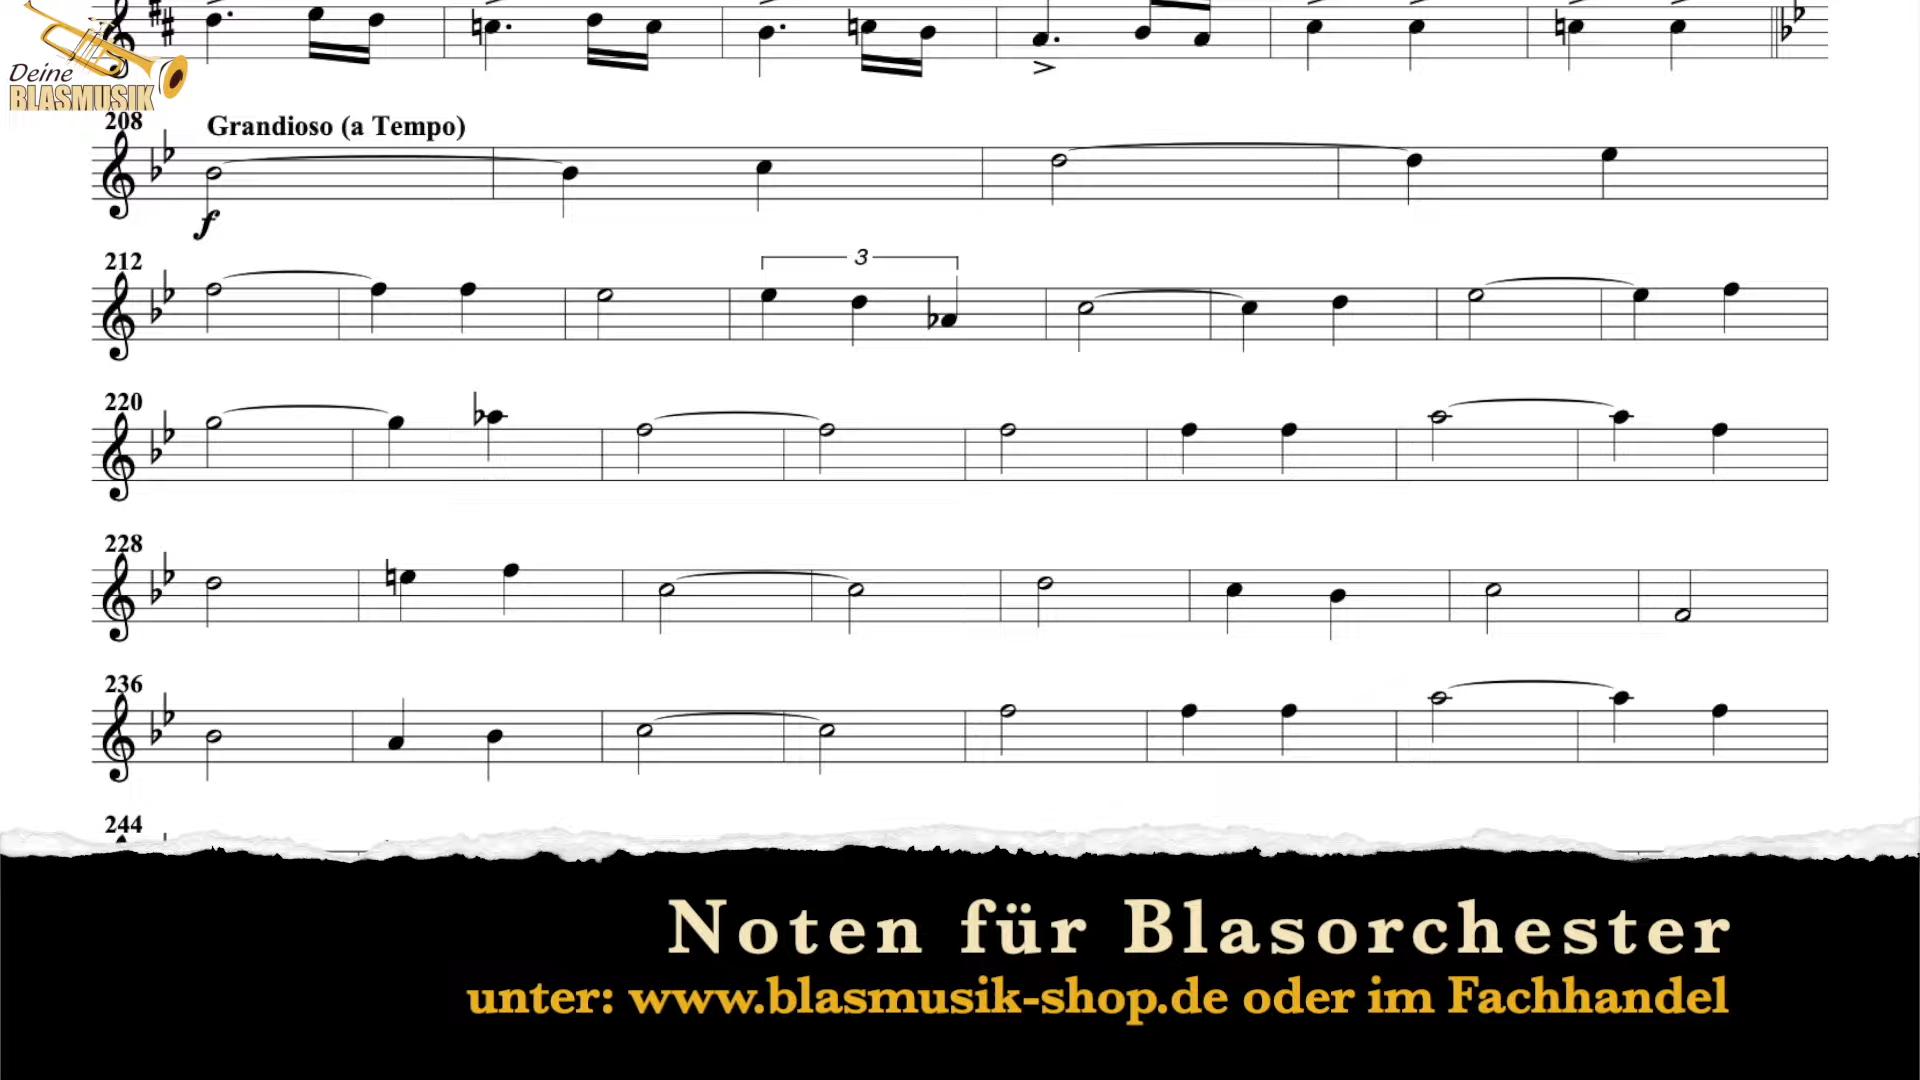 Deine
BLASMUSIK
208
Grandioso (a Tempo)
f
212
3
220
228
236
244
Noten für Blasorchester
unter: www.blasmusik-shop.de oder im Fachhandel